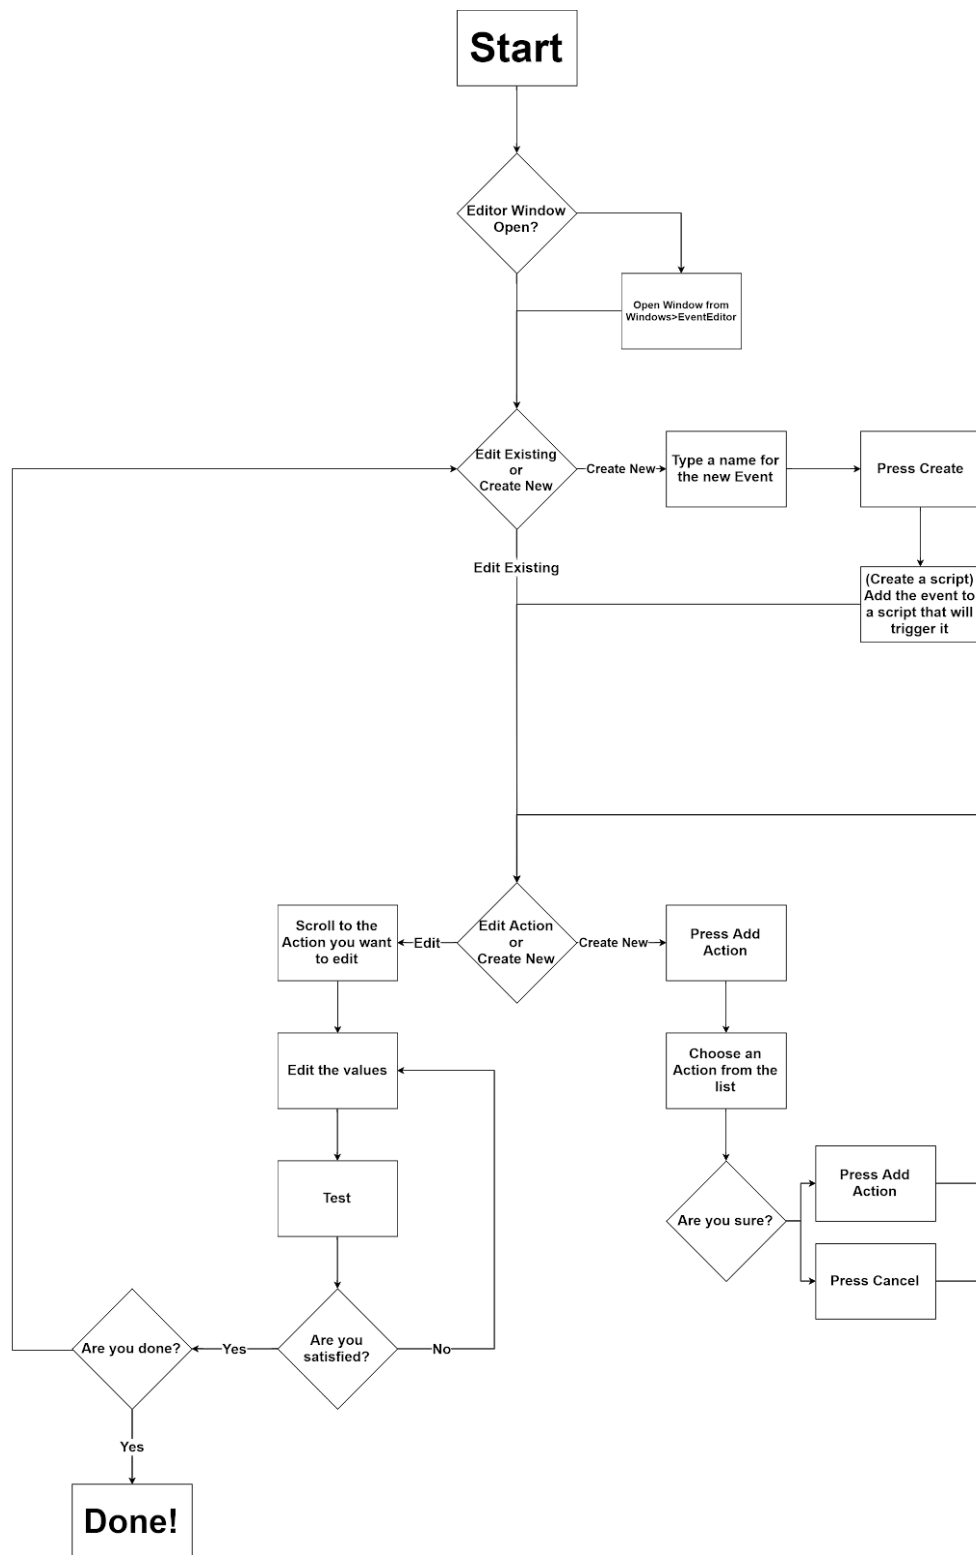 Start
Editor Window
Open?
Open Window from
Windows>EventEditor
Edit Existing
or
Create New
Create New
Type a name for
the new Event
Press Create
Edit Existing
(Create a script)
Add the event to
a script that will
trigger it
Scroll to the
Action you want
to edit
Edit
Edit Action
or
Create New
Create New
Press Add
Action
Edit the values
Choose an
Action from the
list
Test
Are you sure?
Press Add
Action
Press Cancel
Are you done?
Yes
Are you
satisfied?
No
Yes
Done!